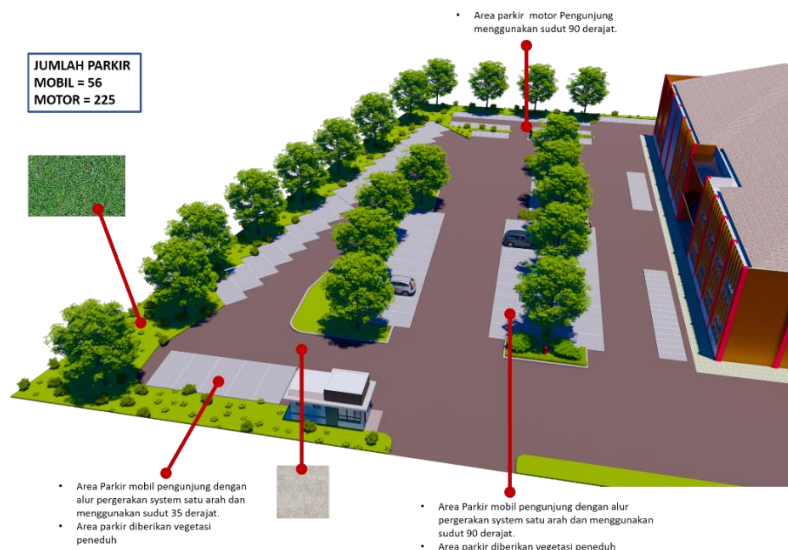 • Area parkir motor Pengunjung
menggunakan sudut 90 derajat.
JUMLAH PARKIR
MOBIL = 56
MOTOR = 225
• Area Parkir mobil pengunjung dengan
alur pergerakan system satu arah dan
menggunakan sudut 35 derajat.
• Area parkir diberikan vegetasi
peneduh
• Area Parkir mobil pengunjung dengan alur
pergerakan system satu arah dan menggunakan
sudut 90 derajat.
• Area parkir diberikan vegetasi peneduh